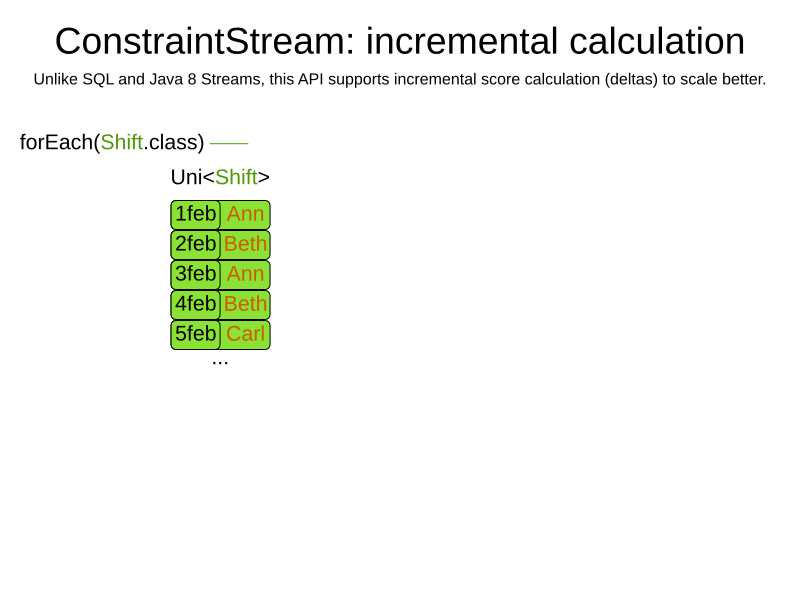 ConstraintStream: incremental calculation
Unlike SQL and Java 8 Streams, this API supports incremental score calculation (deltas) to scale better.
forEach(Shift.class)
Uni<Shift>
1feb Ann
2feb Beth
3feb Ann
4feb Beth
5feb Carl
...